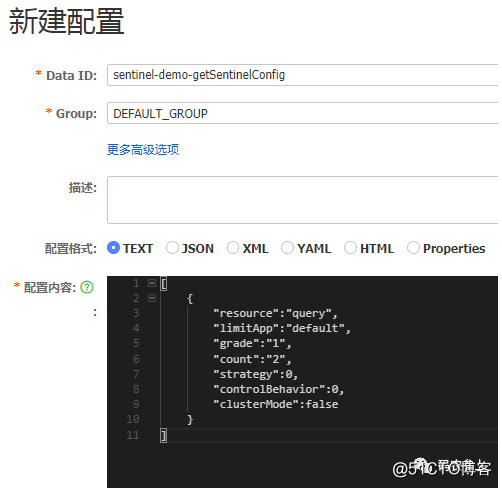 新建配置
* Data ID: sentinel-demo-getSentinelConfig
* Group: DEFAULT_GROUP
更多高级选项
描述:
配置格式: TEXT JSON XML YAML HTML Properties
* 配置内容: ?
:
1 [
2 {
3 "resource":"query",
4 "limitApp":"default",
5 "grade":"1",
6 "count":"2",
7 "strategy":0,
8 "controlBehavior":0,
9 "clusterMode":false
10 }
11 ]
@51CTO博客